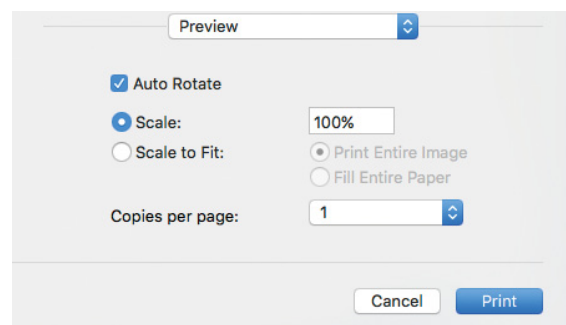 Preview
Auto Rotate
Scale: 100%
Scale to Fit: Print Entire Image
Fill Entire Paper
Copies per page: 1
Cancel Print